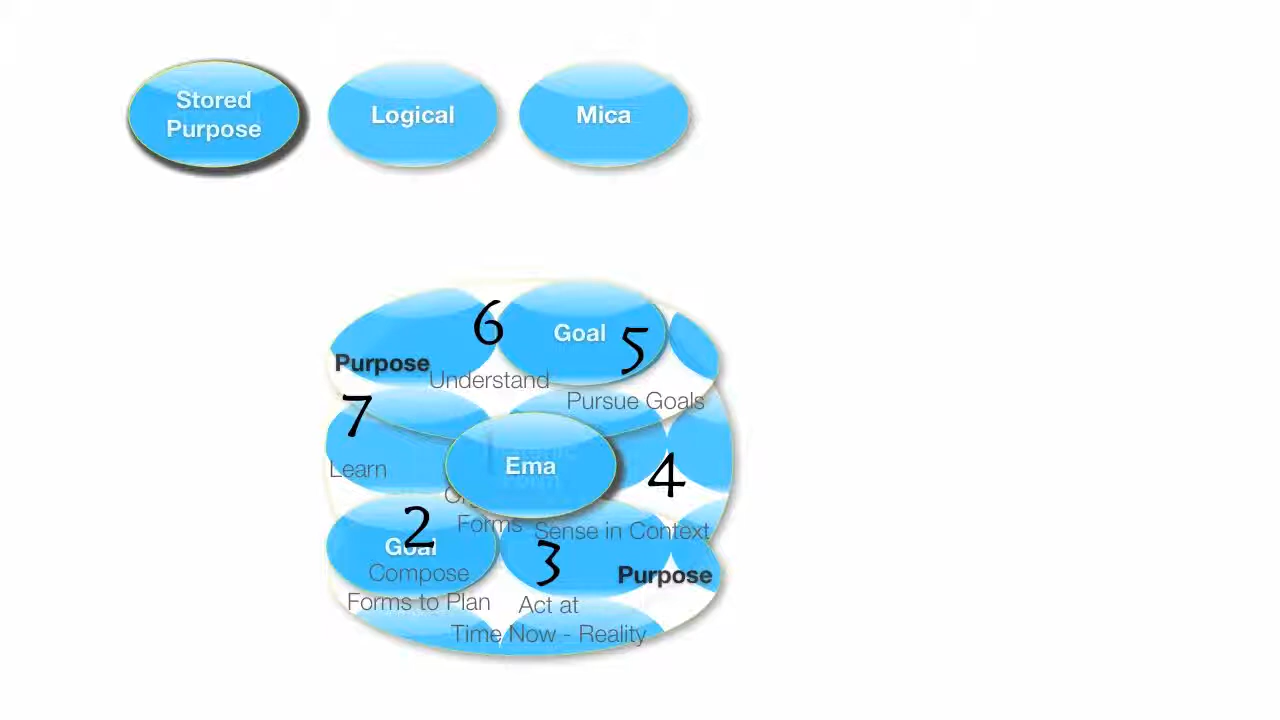 Stored
Purpose
Logical
Mica
6
Goal
5
Purpose
Understand
Pursue Goals
7
Learn
Ema
4
2
Forms
Sense in Context
Goal
3
Compose
Purpose
Forms to Plan
Act at
Time Now - Reality